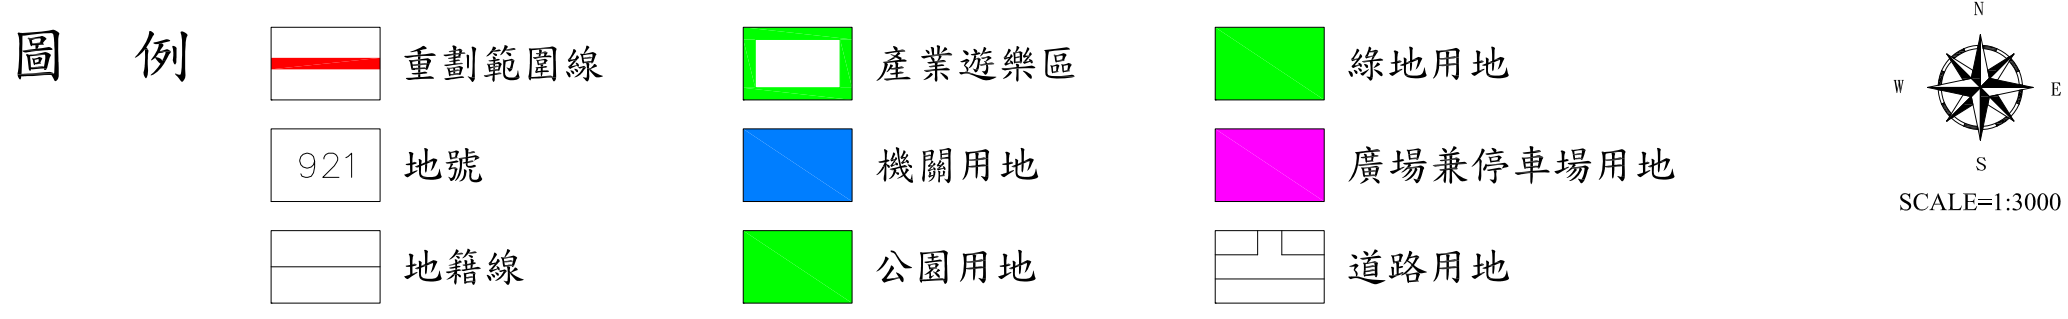 圖 例
重劃範圍線
921
地號
地籍線
產業遊樂區
機關用地
公園用地
綠地用地
廣場兼停車場用地
道路用地
N
W
E
S
SCALE=1:3000